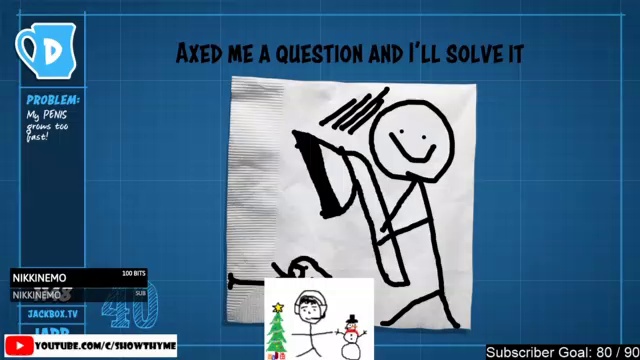 AXED ME A QUESTION AND I'LL SOLVE IT
D
PROBLEM:
My PENIS
grows too
fast!
NIKKINEMO 100 BITS
NIKKINEMO SUB
40
JACKBOX.TV
YOUTUBE.COM/C/SHOWTHYME
Subscriber Goal: 80 / 90